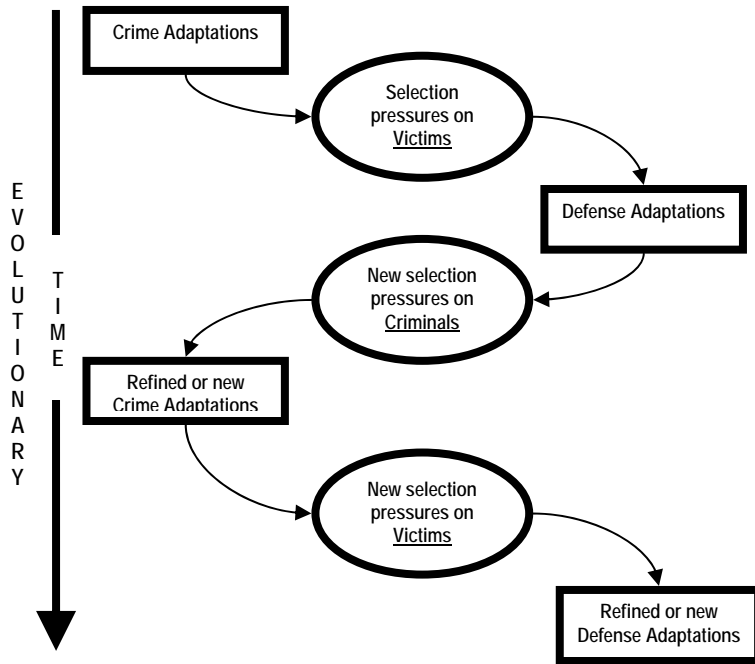 Crime Adaptations
Selection
pressures on
Victims
Defense Adaptations
New selection
pressures on
Criminals
Refined or new
Crime Adaptations
New selection
pressures on
Victims
Refined or new
Defense Adaptations
EVOLUTIONARY
TIME